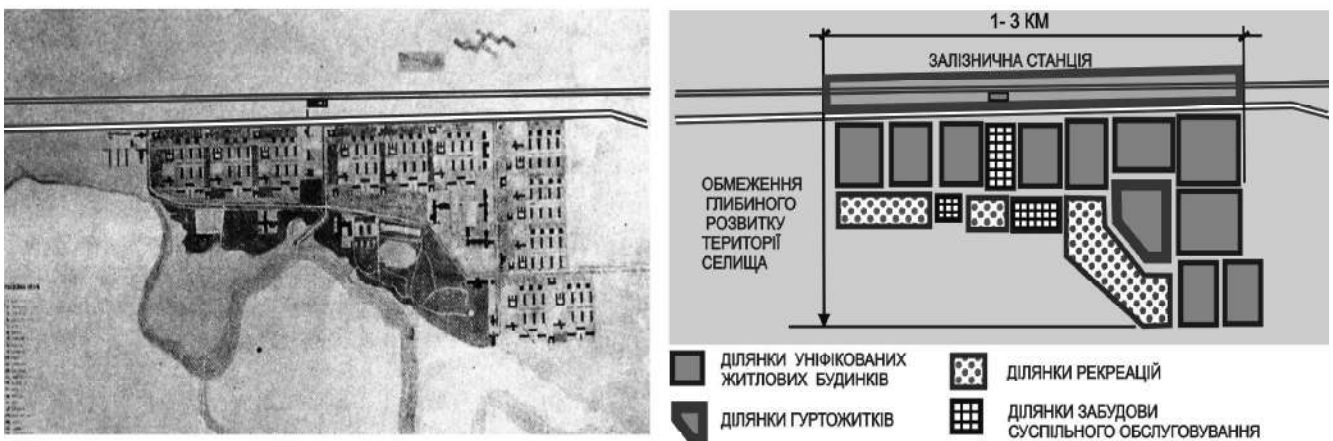 1- 3 КМ
ЗАЛІЗНИЧНА СТАНЦІЯ
ОБМЕЖЕННЯ
ГЛИБИНОГО
РОЗВИТКУ
ТЕРИТОРІЇ
СЕЛИЩА
ДІЛЯНКИ УНІФІКОВАНИХ
ЖИТЛОВИХ БУДИНКІВ
ДІЛЯНКИ РЕКРЕАЦІЙ
ДІЛЯНКИ ГУРТОЖИТКІВ
ДІЛЯНКИ ЗАБУДОВИ
СУСПІЛЬНОГО ОБСЛУГОВУВАННЯ